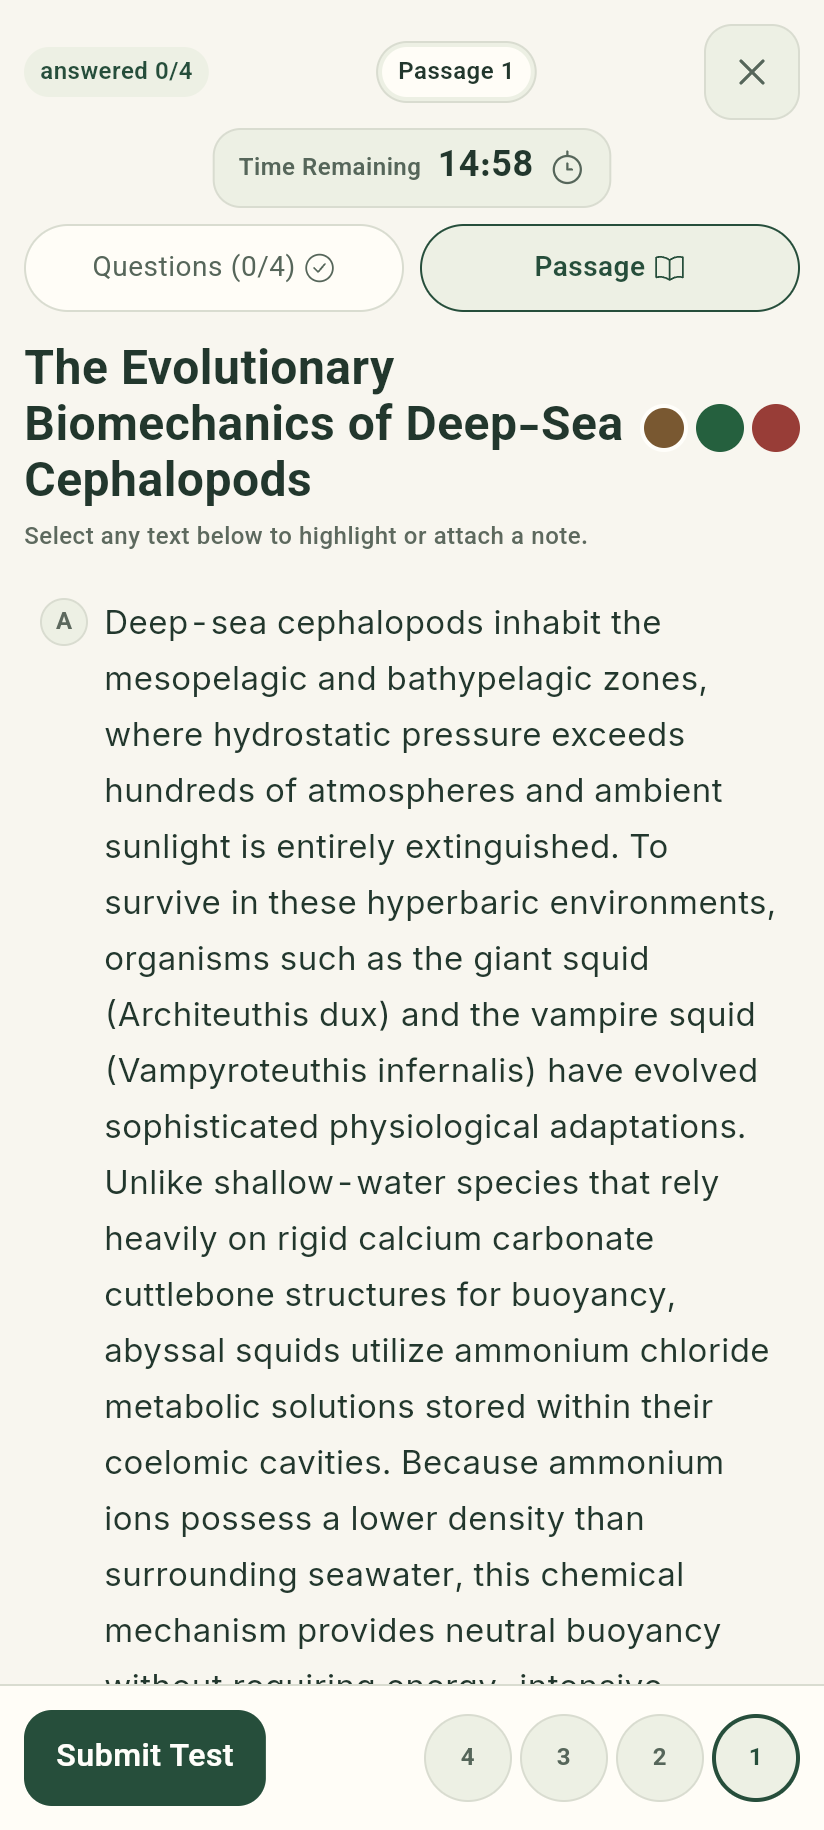 answered 0/4
Passage 1
Time Remaining 14:58
Questions (0/4)
Passage
The Evolutionary
Biomechanics of Deep-Sea
Cephalopods
Select any text below to highlight or attach a note.
A
Deep-sea cephalopods inhabit the
mesopelagic and bathypelagic zones,
where hydrostatic pressure exceeds
hundreds of atmospheres and ambient
sunlight is entirely extinguished. To
survive in these hyperbaric environments,
organisms such as the giant squid
(Architeuthis dux) and the vampire squid
(Vampyroteuthis infernalis) have evolved
sophisticated physiological adaptations.
Unlike shallow-water species that rely
heavily on rigid calcium carbonate
cuttlebone structures for buoyancy,
abyssal squids utilize ammonium chloride
metabolic solutions stored within their
coelomic cavities. Because ammonium
ions possess a lower density than
surrounding seawater, this chemical
mechanism provides neutral buoyancy
without requiring energy-intensive
Submit Test
4 3 2 1